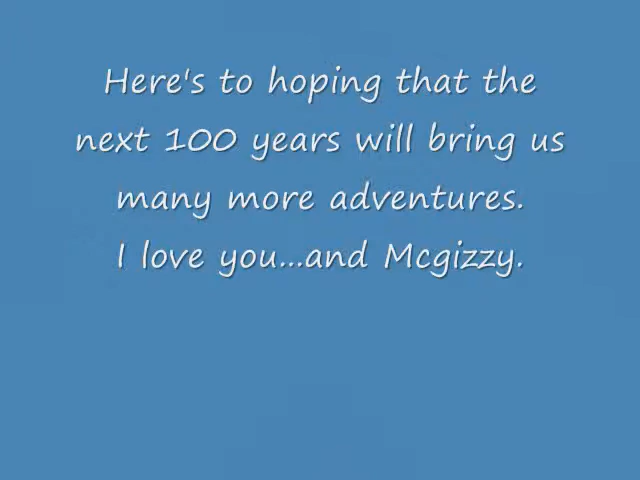 Here's to hoping that the
next 100 years will bring us
many more adventures.
I love you...and Mcgizzy.